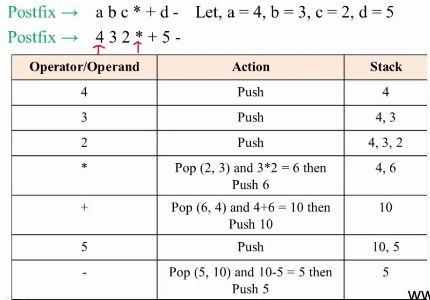 Postfix → a b c * + d - Let, a = 4, b = 3, c = 2, d = 5
Postfix → 4 3 2 * + 5 -
Operator/Operand Action Stack
4 Push 4
3 Push 4, 3
2 Push 4, 3, 2
* Pop (2, 3) and 3*2 = 6 then 4, 6
Push 6
+ Pop (6, 4) and 4+6 = 10 then 10
Push 10
5 Push 10, 5
- Pop (5, 10) and 10-5 = 5 then 5
Push 5